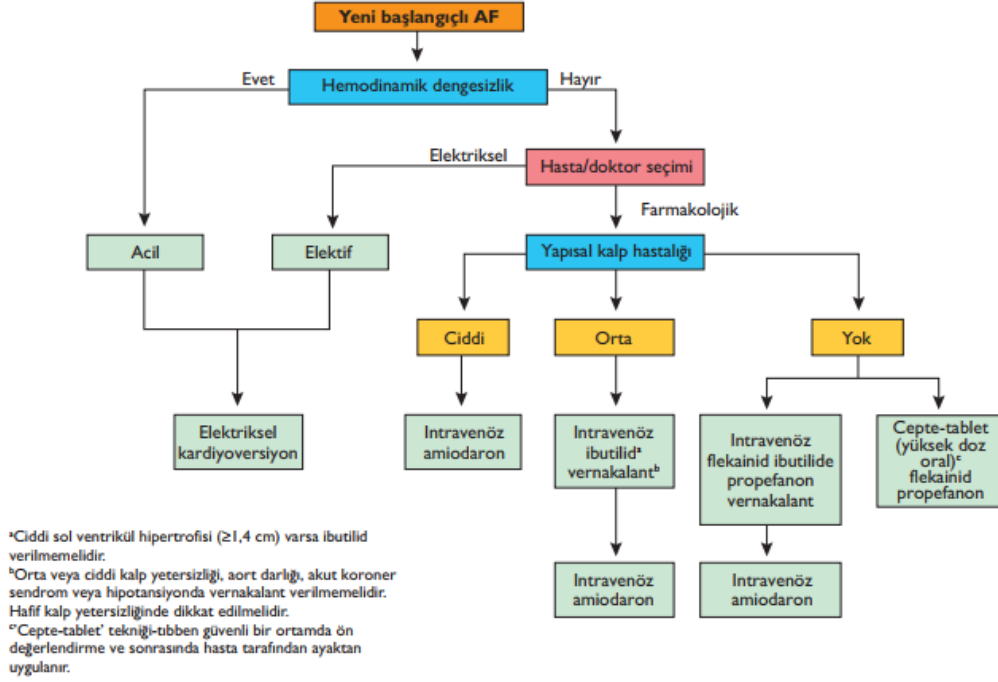 Yeni başlangıçlı AF
Evet
Hemodinamik dengesizlik
Hayır
Elektriksel
Hasta/doktor seçimi
Farmakolojik
Acil
Elektif
Yapısal kalp hastalığı
Ciddi
Orta
Yok
Elektriksel
kardiyoversiyon
Intravenöz
amiodaron
Intravenöz
ibutilidᵃ
vernakalantᵇ
Intravenöz
flekainid ibutilide
propefanon
vernakalant
Cepte-tablet
(yüksek doz
oral)ᶜ
flekainid
propefanon
Intravenöz
amiodaron
Intravenöz
amiodaron
ᵃCiddi sol ventrikül hipertrofisi (≥1,4 cm) varsa ibutilid
verilmemelidir.
ᵇOrta veya ciddi kalp yetersizliği, aort darlığı, akut koroner
sendrom veya hipotansiyonda vernakalant verilmemelidir.
Hafif kalp yetersizliğinde dikkat edilmelidir.
ᶜ'Cepte-tablet' tekniği-tıbben güvenli bir ortamda ön
değerlendirme ve sonrasında hasta tarafından ayaktan
uygulanır.